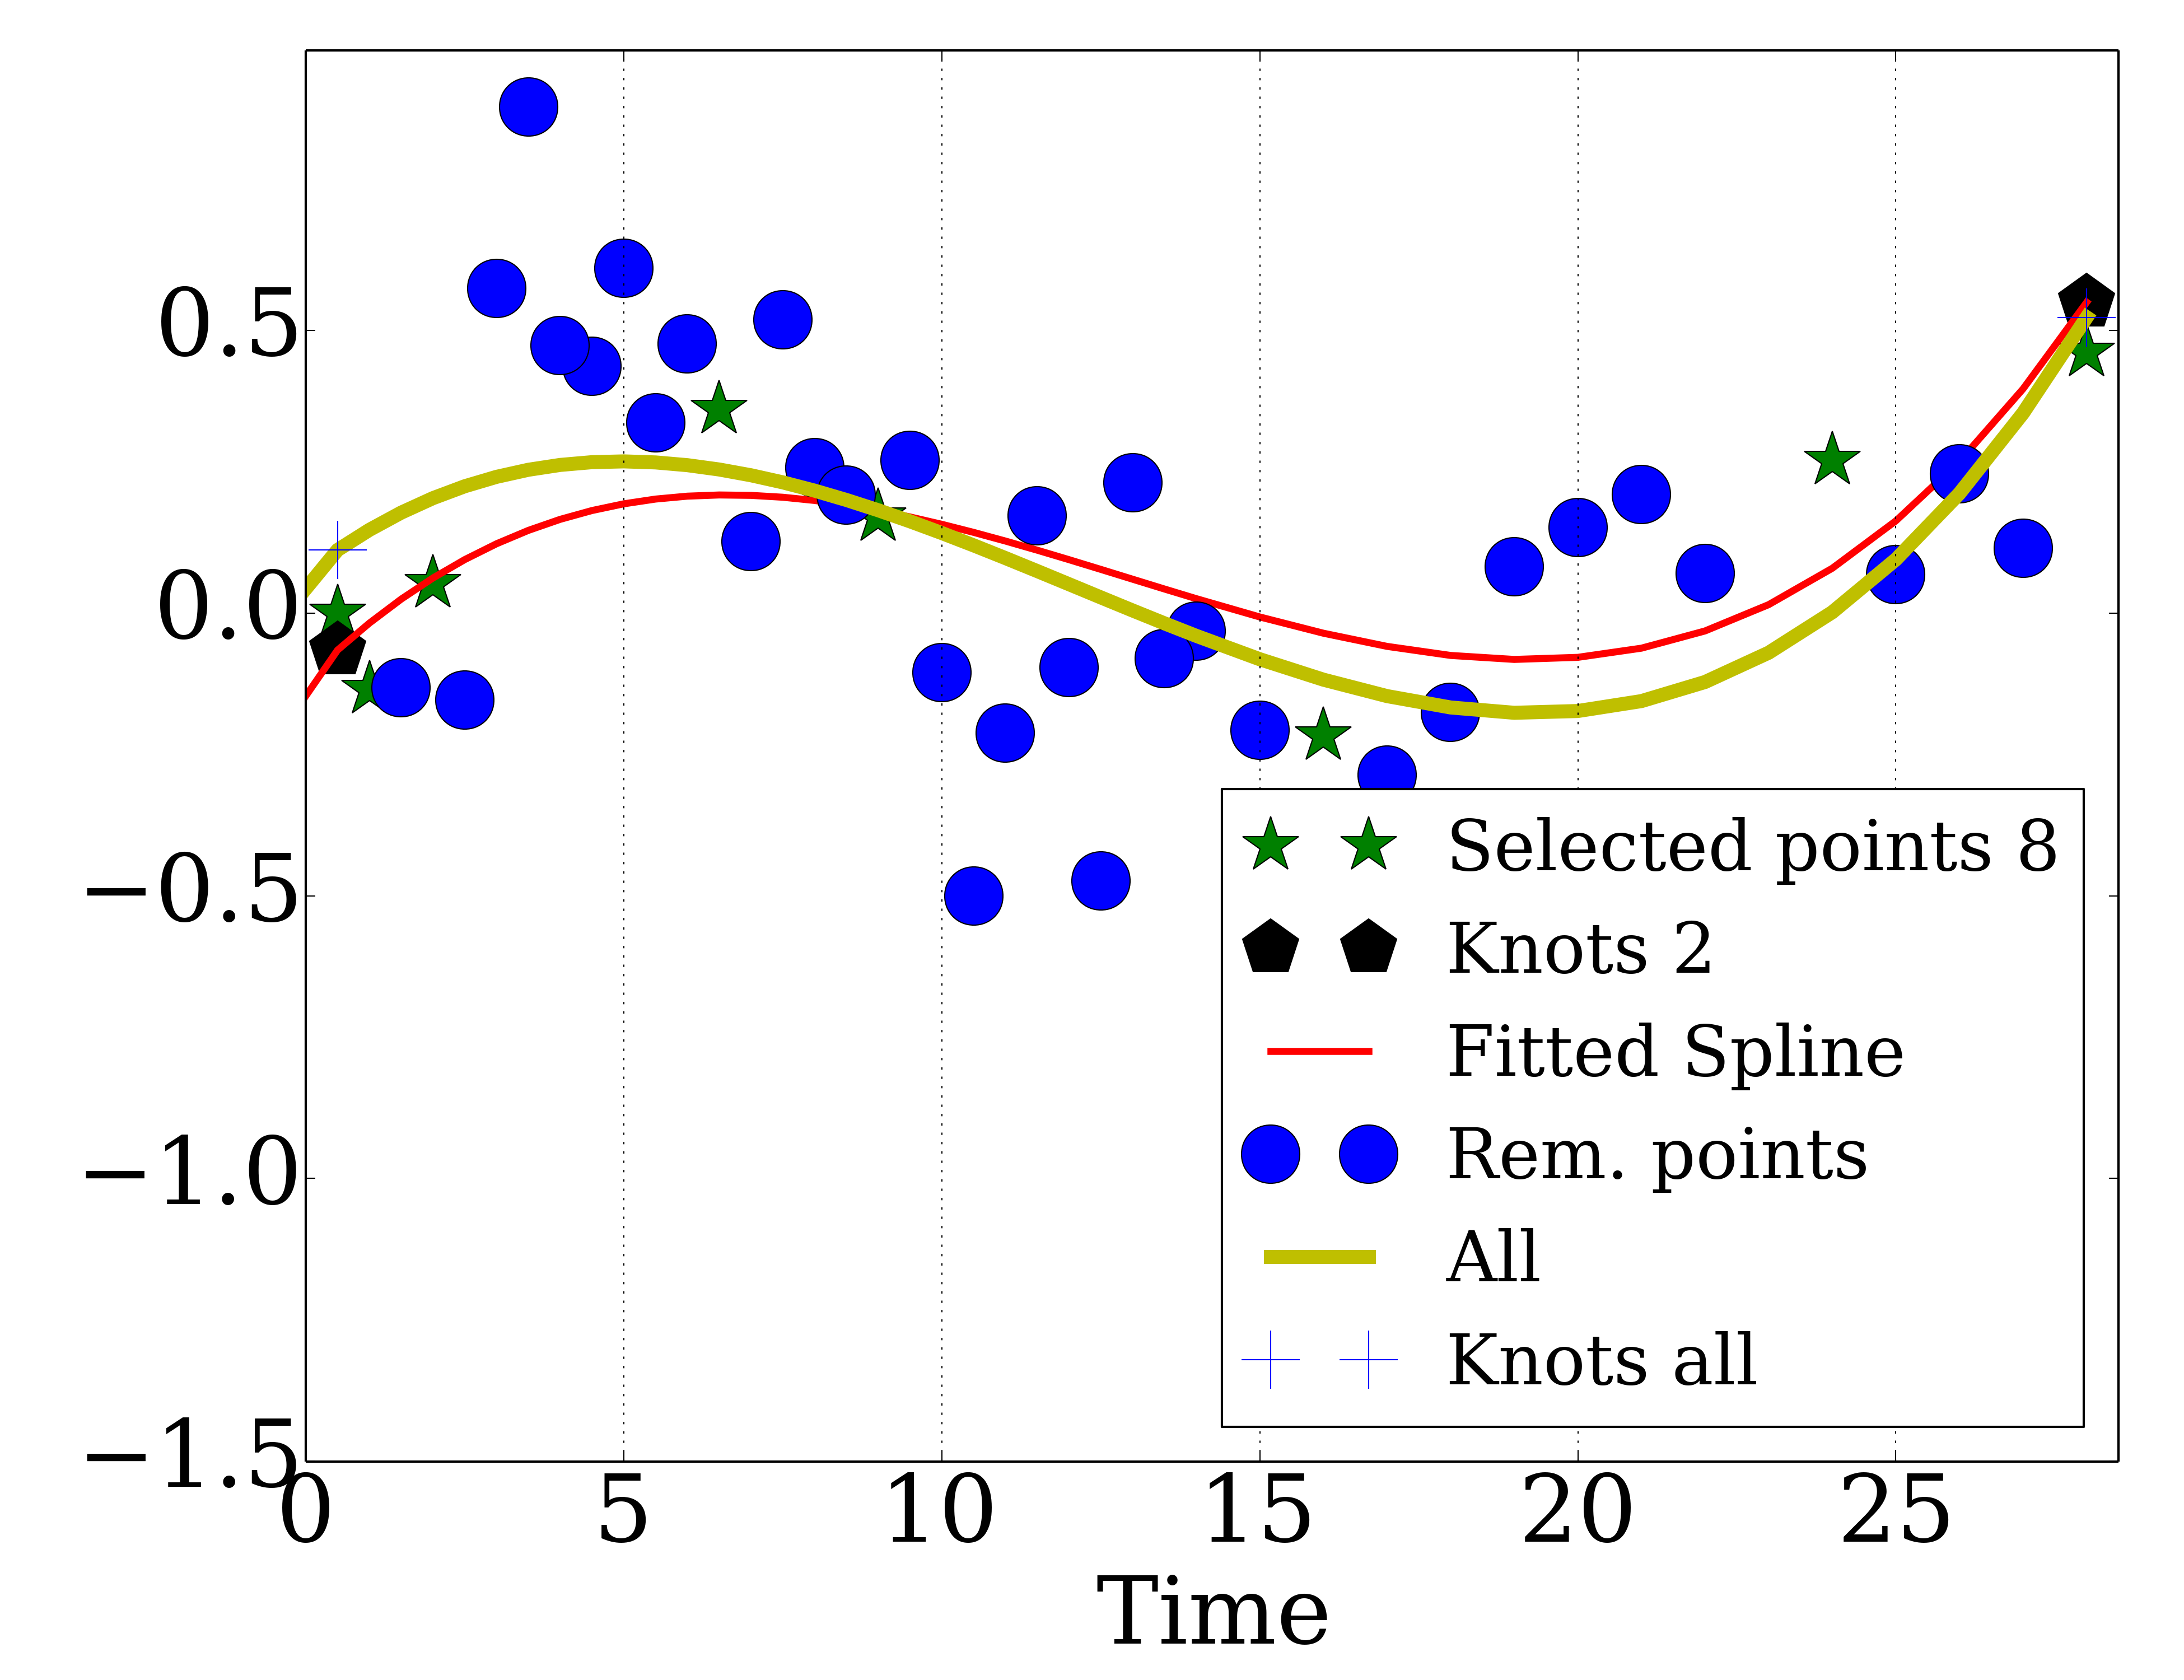 0.5
0.0
−0.5
−1.0
−1.5
0 5 10 15 20 25
Time
Selected points 8
Knots 2
Fitted Spline
Rem. points
All
Knots all